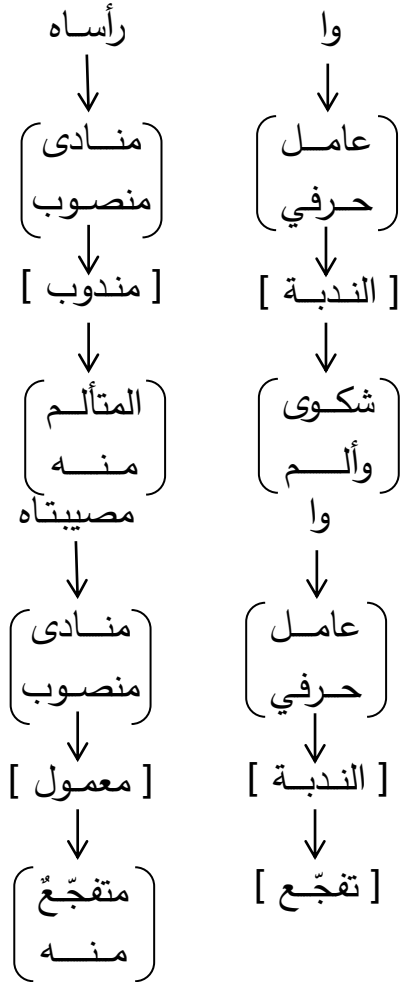 وا رأساه
عامل منادى
حرفي منصوب
[ الندبة ] [ مندوب ]
شكوى المتألم
وألم منه
وا مصيبتاه
عامل منادى
حرفي منصوب
[ الندبة ] [ معمول ]
[ تفجّع ] متفجّعٌ
منه